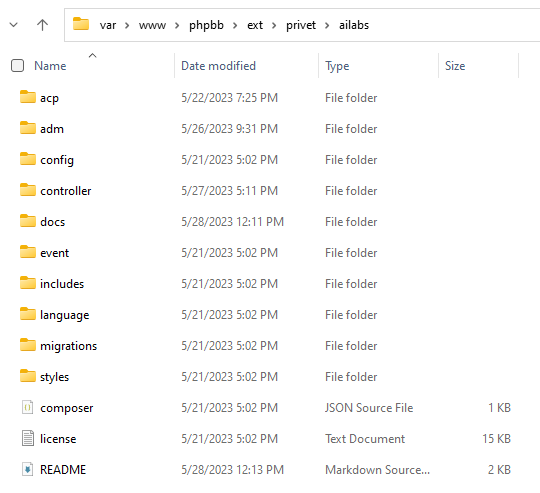 var > www > phpbb > ext > privet > ailabs
Name Date modified Type Size
acp 5/22/2023 7:25 PM File folder
adm 5/26/2023 9:31 PM File folder
config 5/21/2023 5:02 PM File folder
controller 5/27/2023 5:11 PM File folder
docs 5/28/2023 12:11 PM File folder
event 5/21/2023 5:02 PM File folder
includes 5/21/2023 5:02 PM File folder
language 5/21/2023 5:02 PM File folder
migrations 5/21/2023 5:02 PM File folder
styles 5/21/2023 5:02 PM File folder
composer 5/21/2023 5:02 PM JSON Source File 1 KB
license 5/21/2023 5:02 PM Text Document 15 KB
README 5/28/2023 12:13 PM Markdown Source... 2 KB